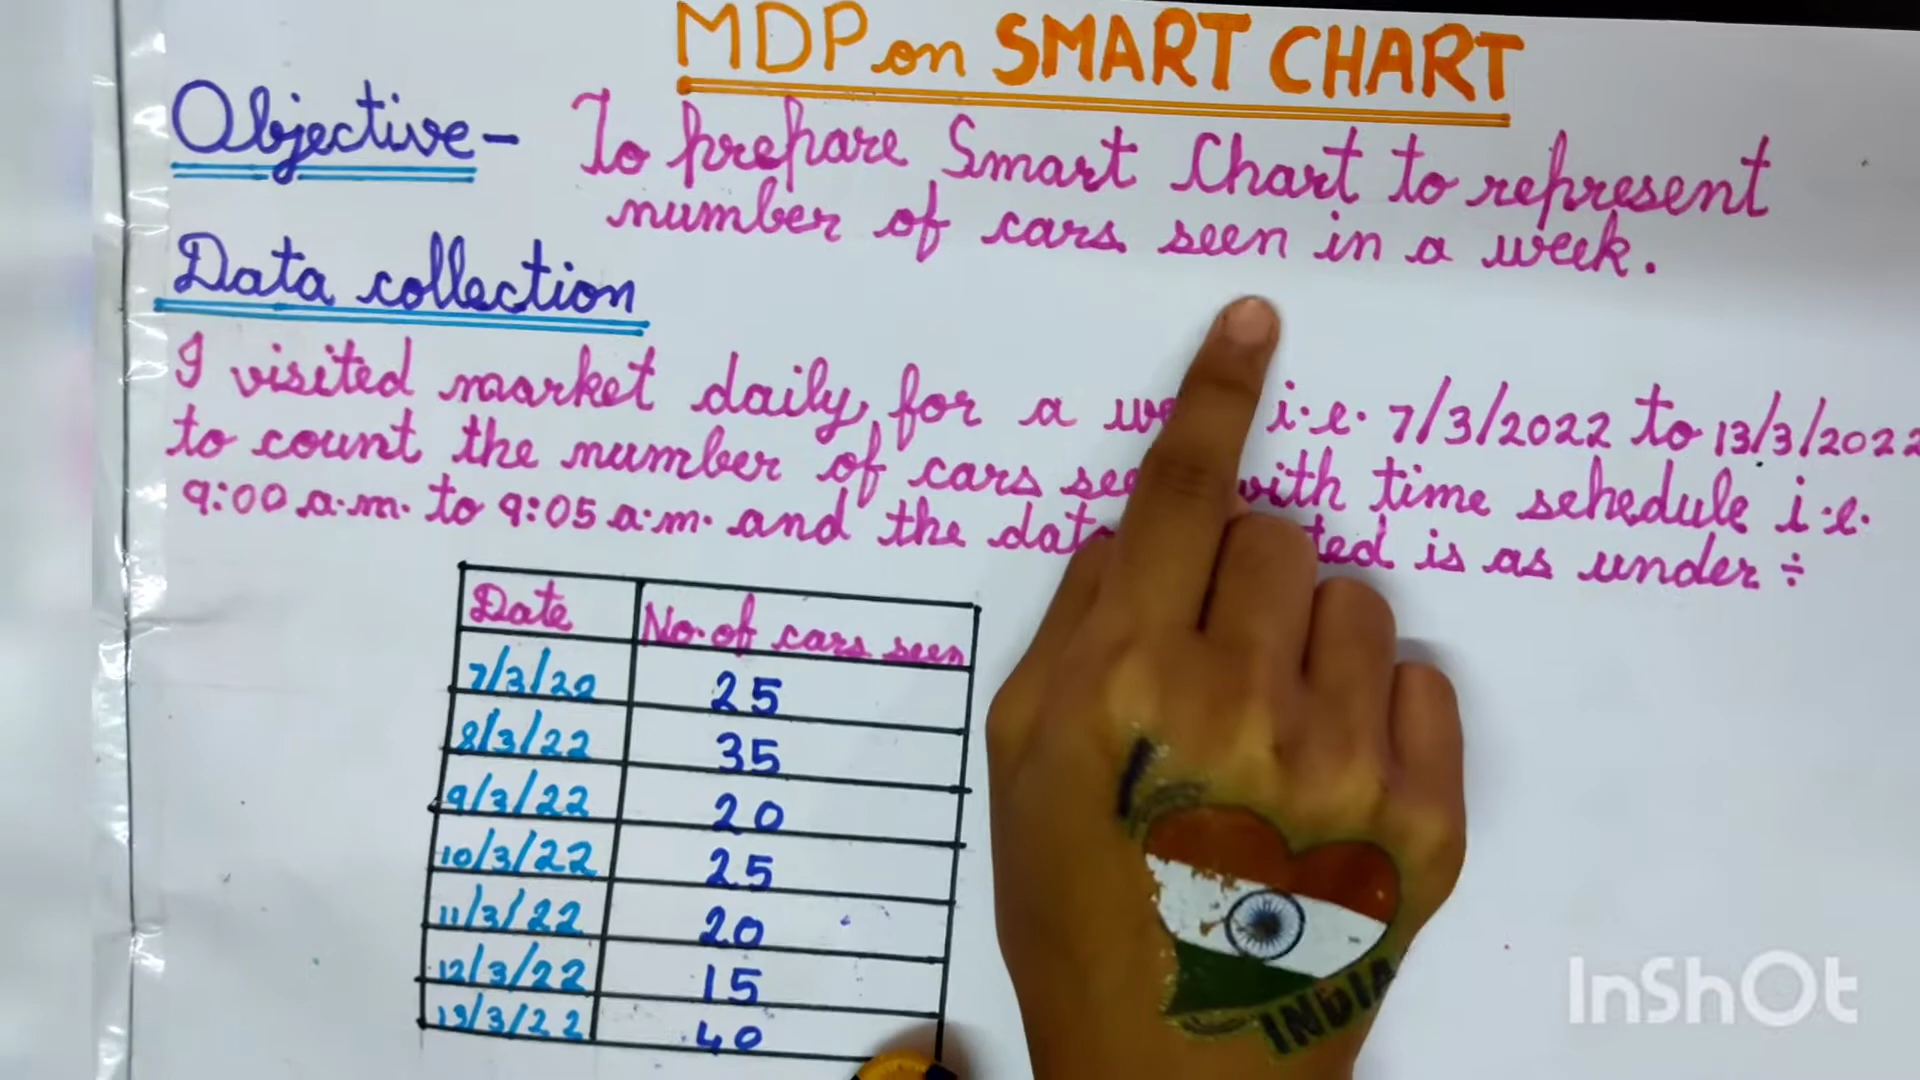 MDP on SMART CHART
Objective- To prepare Smart Chart to represent
number of cars seen in a week.
Data collection
I visited market daily, for a i.e. 7/3/2022 to 13/3/2022
to count the number of cars with time schedule i.e.
9:00 a.m. to 9:05 a.m. and the is as under ÷
Date No. of cars seen
7/3/22 25
8/3/22 35
9/3/22 20
10/3/22 25
11/3/22 20
12/3/22 15
13/3/22 40
INDIA
InShOt